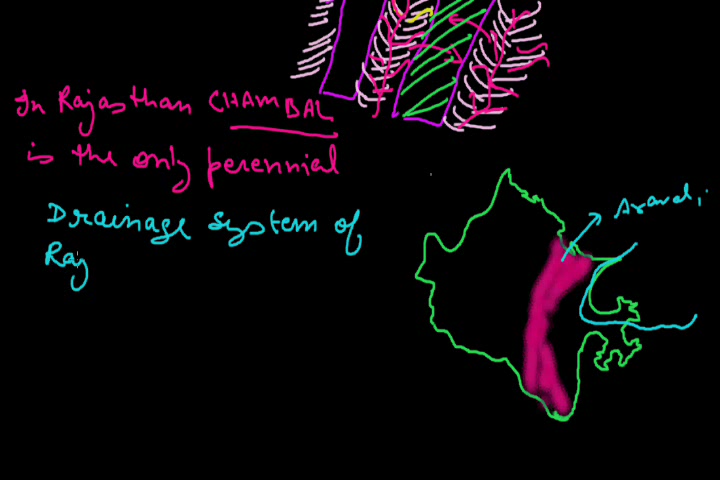 In Rajasthan CHAMBAL
is the only perennial
Drainage system of
Raj
Aravali